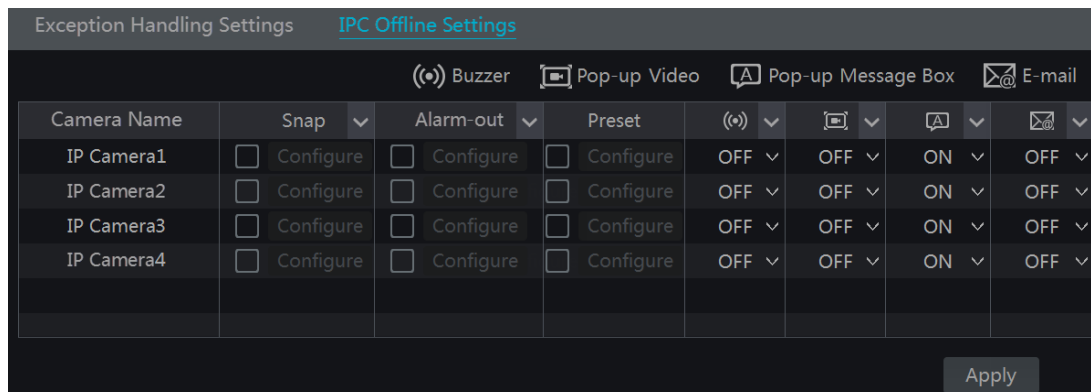 Exception Handling Settings IPC Offline Settings
Buzzer Pop-up Video A Pop-up Message Box @ E-mail
Camera Name Snap Alarm-out Preset A @
IP Camera1 Configure Configure Configure OFF OFF ON OFF
IP Camera2 Configure Configure Configure OFF OFF ON OFF
IP Camera3 Configure Configure Configure OFF OFF ON OFF
IP Camera4 Configure Configure Configure OFF OFF ON OFF
Apply